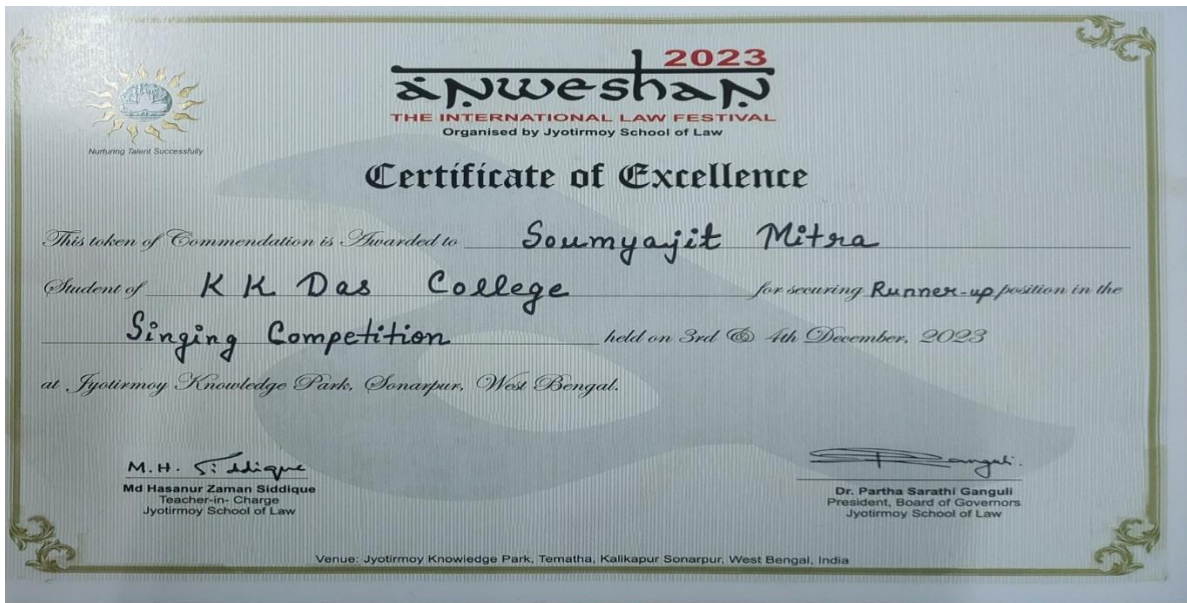 2023
ANweshaN
THE INTERNATIONAL LAW FESTIVAL
Organised by Jyotirmoy School of Law
Nurturing Talent Successfully
Certificate of Excellence
This token of Commendation is Awarded to Soumyajit Mitra
Student of K K Das College for securing Runner-up position in the
Singing Competition held on 3rd & 4th December, 2023
at Jyotirmoy Knowledge Park, Sonarpur, West Bengal.
M. H. Siddique
Md Hasanur Zaman Siddique
Teacher-in- Charge
Jyotirmoy School of Law
Dr. Partha Sarathi Ganguli
President, Board of Governors
Jyotirmoy School of Law
Venue: Jyotirmoy Knowledge Park, Tematha, Kalikapur Sonarpur, West Bengal, India